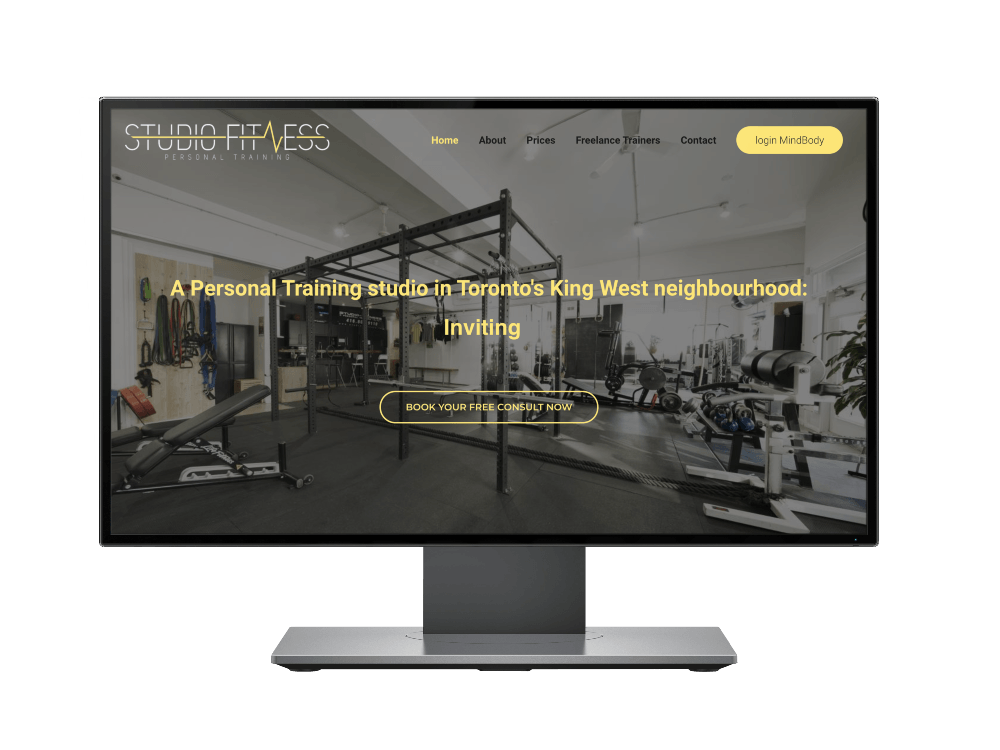 STUDIO FITNESS
PERSONAL TRAINING
Home About Prices Freelance Trainers Contact login MindBody
A Personal Training studio in Toronto's King West neighbourhood:
Inviting
BOOK YOUR FREE CONSULT NOW